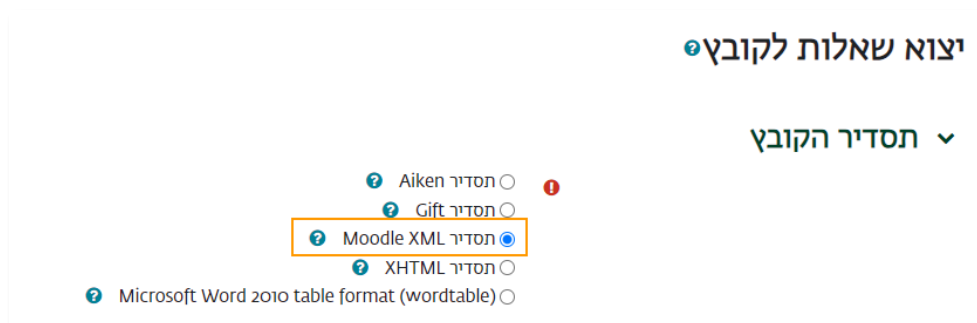 יצוא שאלות לקובץ
תסדיר הקובץ
תסדיר Aiken
תסדיר Gift
תסדיר Moodle XML
תסדיר XHTML
Microsoft Word 2010 table format (wordtable)